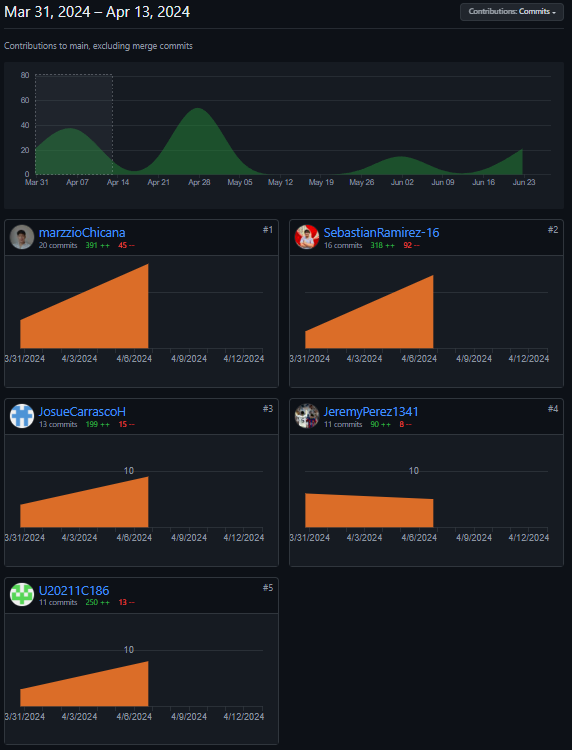 Mar 31, 2024 – Apr 13, 2024
Contributions: Commits
Contributions to main, excluding merge commits
80
60
40
20
0
Mar 31 Apr 07 Apr 14 Apr 21 Apr 28 May 05 May 12 May 19 May 26 Jun 02 Jun 09 Jun 16 Jun 23
marzzioChicana #1
20 commits 391 ++ 45 --
3/31/2024 4/3/2024 4/6/2024 4/9/2024 4/12/2024
SebastianRamirez-16 #2
16 commits 318 ++ 92 --
3/31/2024 4/3/2024 4/6/2024 4/9/2024 4/12/2024
JosueCarrascoH #3
13 commits 199 ++ 15 --
10
3/31/2024 4/3/2024 4/6/2024 4/9/2024 4/12/2024
JeremyPerez1341 #4
11 commits 90 ++ 8 --
10
3/31/2024 4/3/2024 4/6/2024 4/9/2024 4/12/2024
U20211C186 #5
11 commits 250 ++ 13 --
10
3/31/2024 4/3/2024 4/6/2024 4/9/2024 4/12/2024